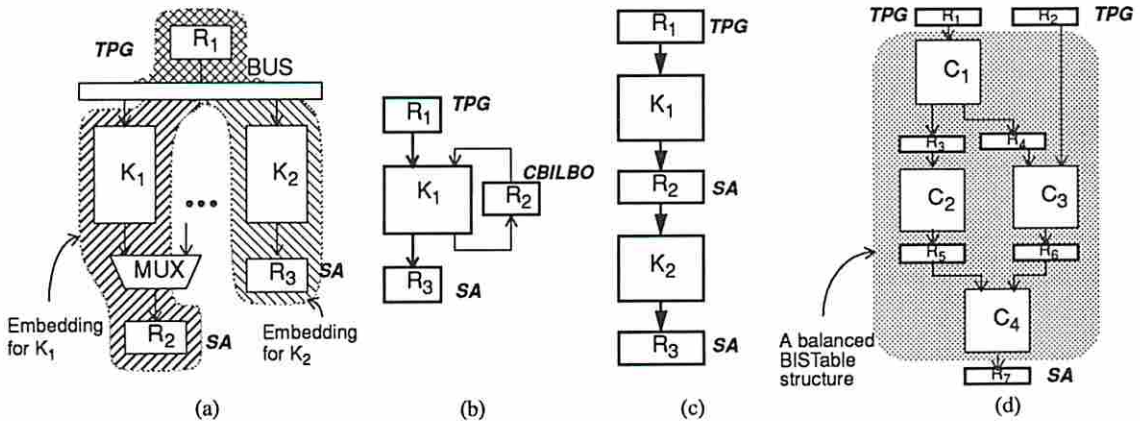 TPG
R1
BUS
K1
K2
MUX
R3
SA
R2
SA
Embedding
for K1
Embedding
for K2
(a)
TPG
R1
K1
CBILBO
R2
R3
SA
(b)
R1
TPG
K1
R2
SA
K2
R3
SA
(c)
TPG
R1
R2
TPG
C1
R3
R4
C2
C3
R5
R6
C4
A balanced
BISTable
structure
R7
SA
(d)